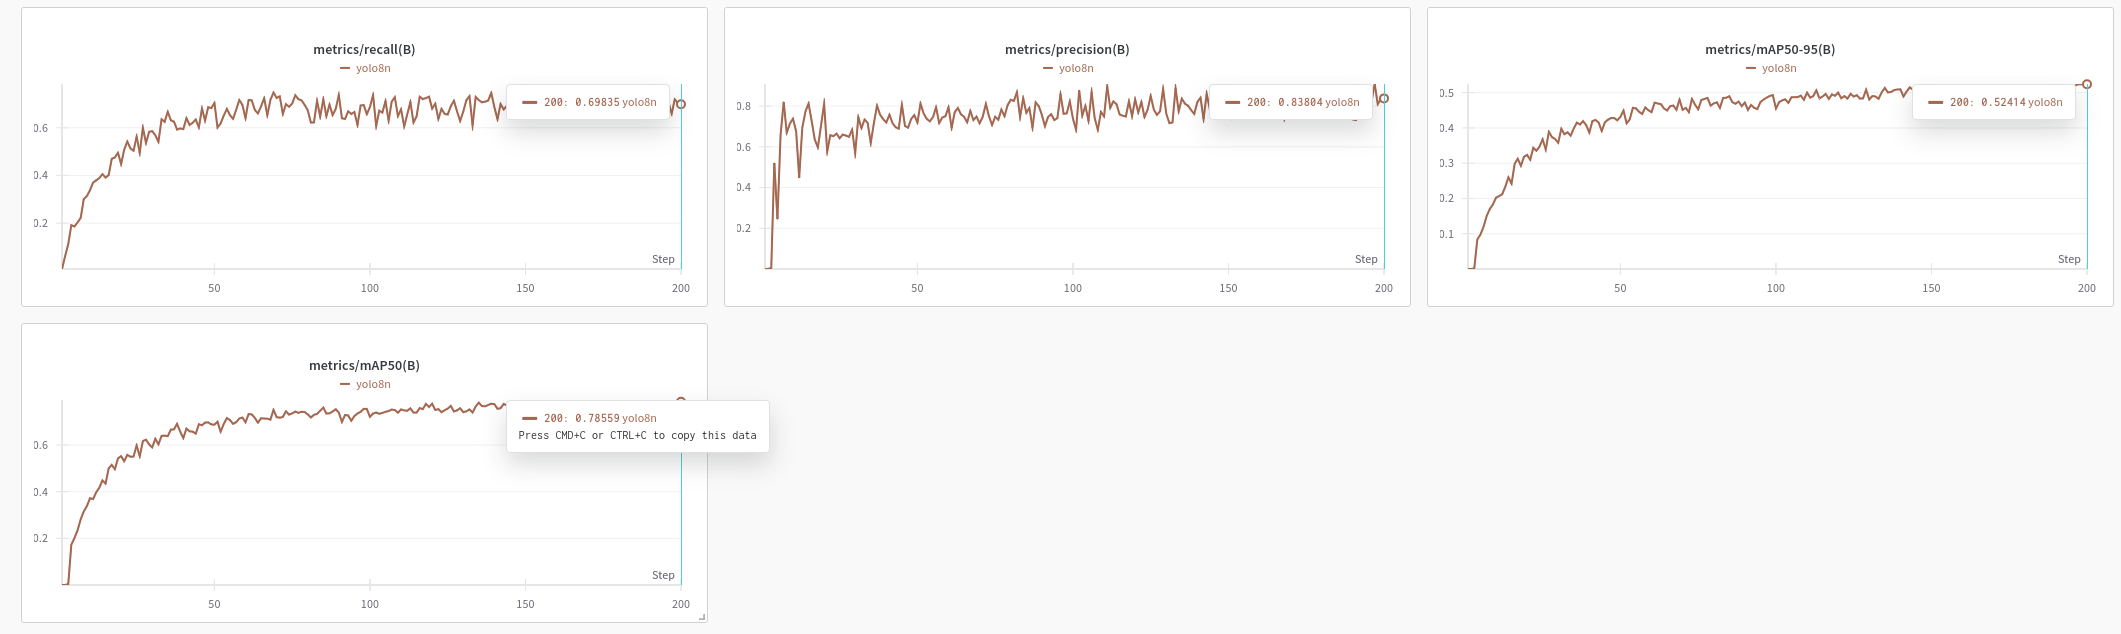 metrics/recall(B)
yolo8n
200: 0.69835 yolo8n
0.6
0.4
0.2
Step
50 100 150 200
metrics/precision(B)
yolo8n
200: 0.83804 yolo8n
0.8
0.6
0.4
0.2
Step
50 100 150 200
metrics/mAP50-95(B)
yolo8n
200: 0.52414 yolo8n
0.5
0.4
0.3
0.2
0.1
Step
50 100 150 200
metrics/mAP50(B)
yolo8n
200: 0.78559 yolo8n
Press CMD+C or CTRL+C to copy this data
0.6
0.4
0.2
Step
50 100 150 200